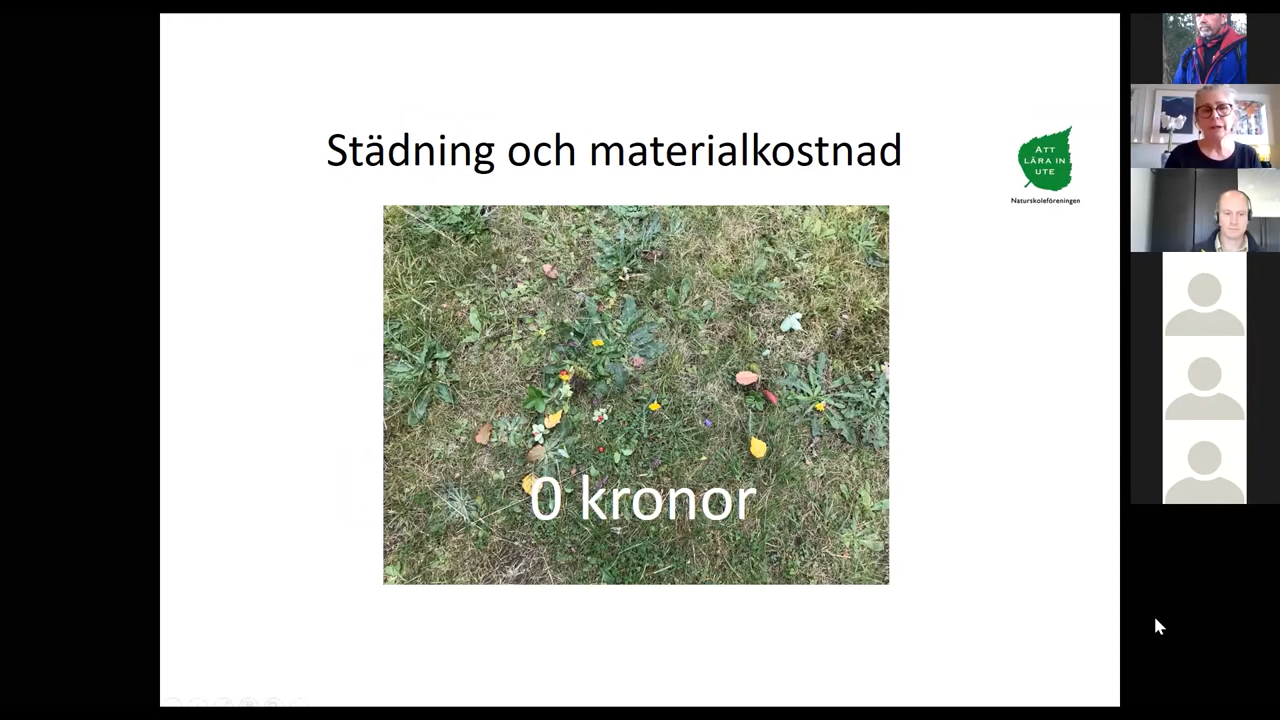 Städning och materialkostnad
ATT
LÄRA IN
UTE
Naturskoleföreningen
0 kronor